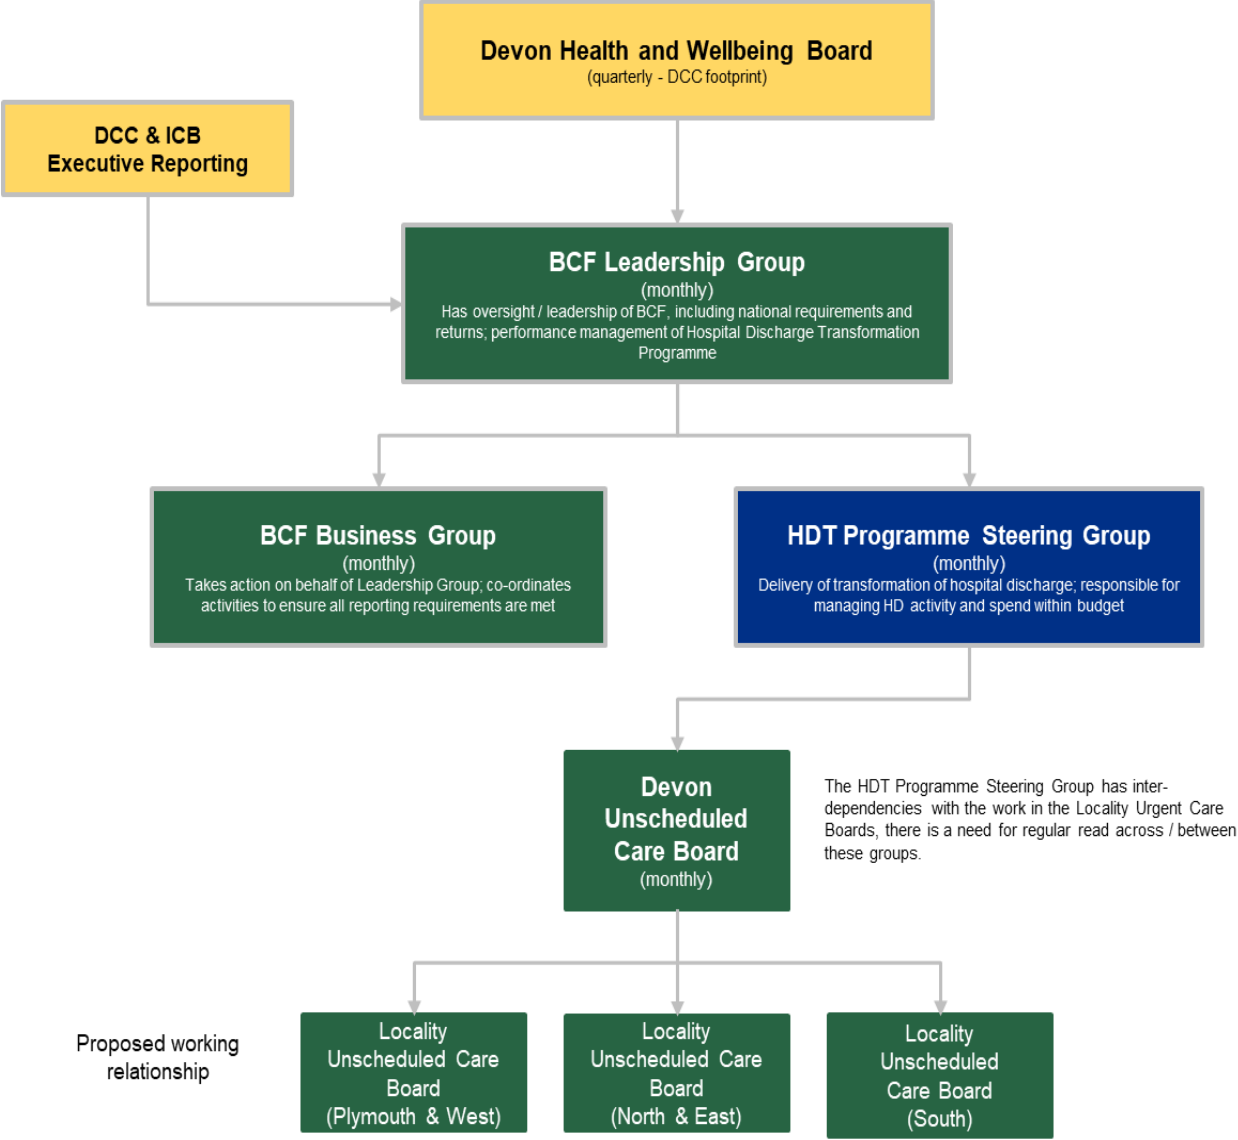 Devon Health and Wellbeing Board
(quarterly - DCC footprint)
DCC & ICB
Executive Reporting
BCF Leadership Group
(monthly)
Has oversight / leadership of BCF, including national requirements and
returns; performance management of Hospital Discharge Transformation
Programme
BCF Business Group
(monthly)
Takes action on behalf of Leadership Group; co-ordinates
activities to ensure all reporting requirements are met
HDT Programme Steering Group
(monthly)
Delivery of transformation of hospital discharge; responsible for
managing HD activity and spend within budget
Devon
Unscheduled
Care Board
(monthly)
The HDT Programme Steering Group has inter-
dependencies with the work in the Locality Urgent Care
Boards, there is a need for regular read across / between
these groups.
Proposed working
relationship
Locality
Unscheduled Care
Board
(Plymouth & West)
Locality
Unscheduled Care
Board
(North & East)
Locality
Unscheduled
Care Board
(South)